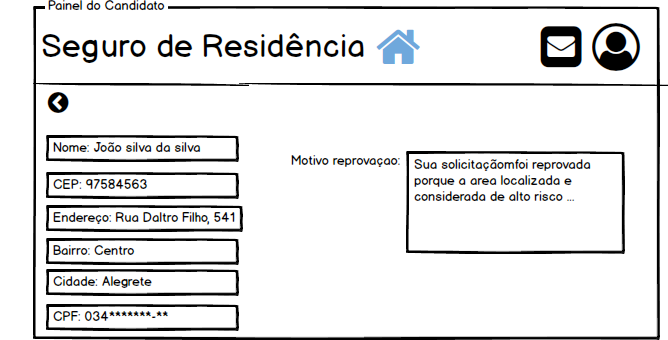 Painel do Candidato
Seguro de Residência
Nome: João silva da silva
CEP: 97584563
Endereço: Rua Daltro Filho, 541
Bairro: Centro
Cidade: Alegrete
CPF: 034*******-**
Motivo reprovaçao:
Sua solicitaçãomfoi reprovada
porque a area localizada e
considerada de alto risco ...